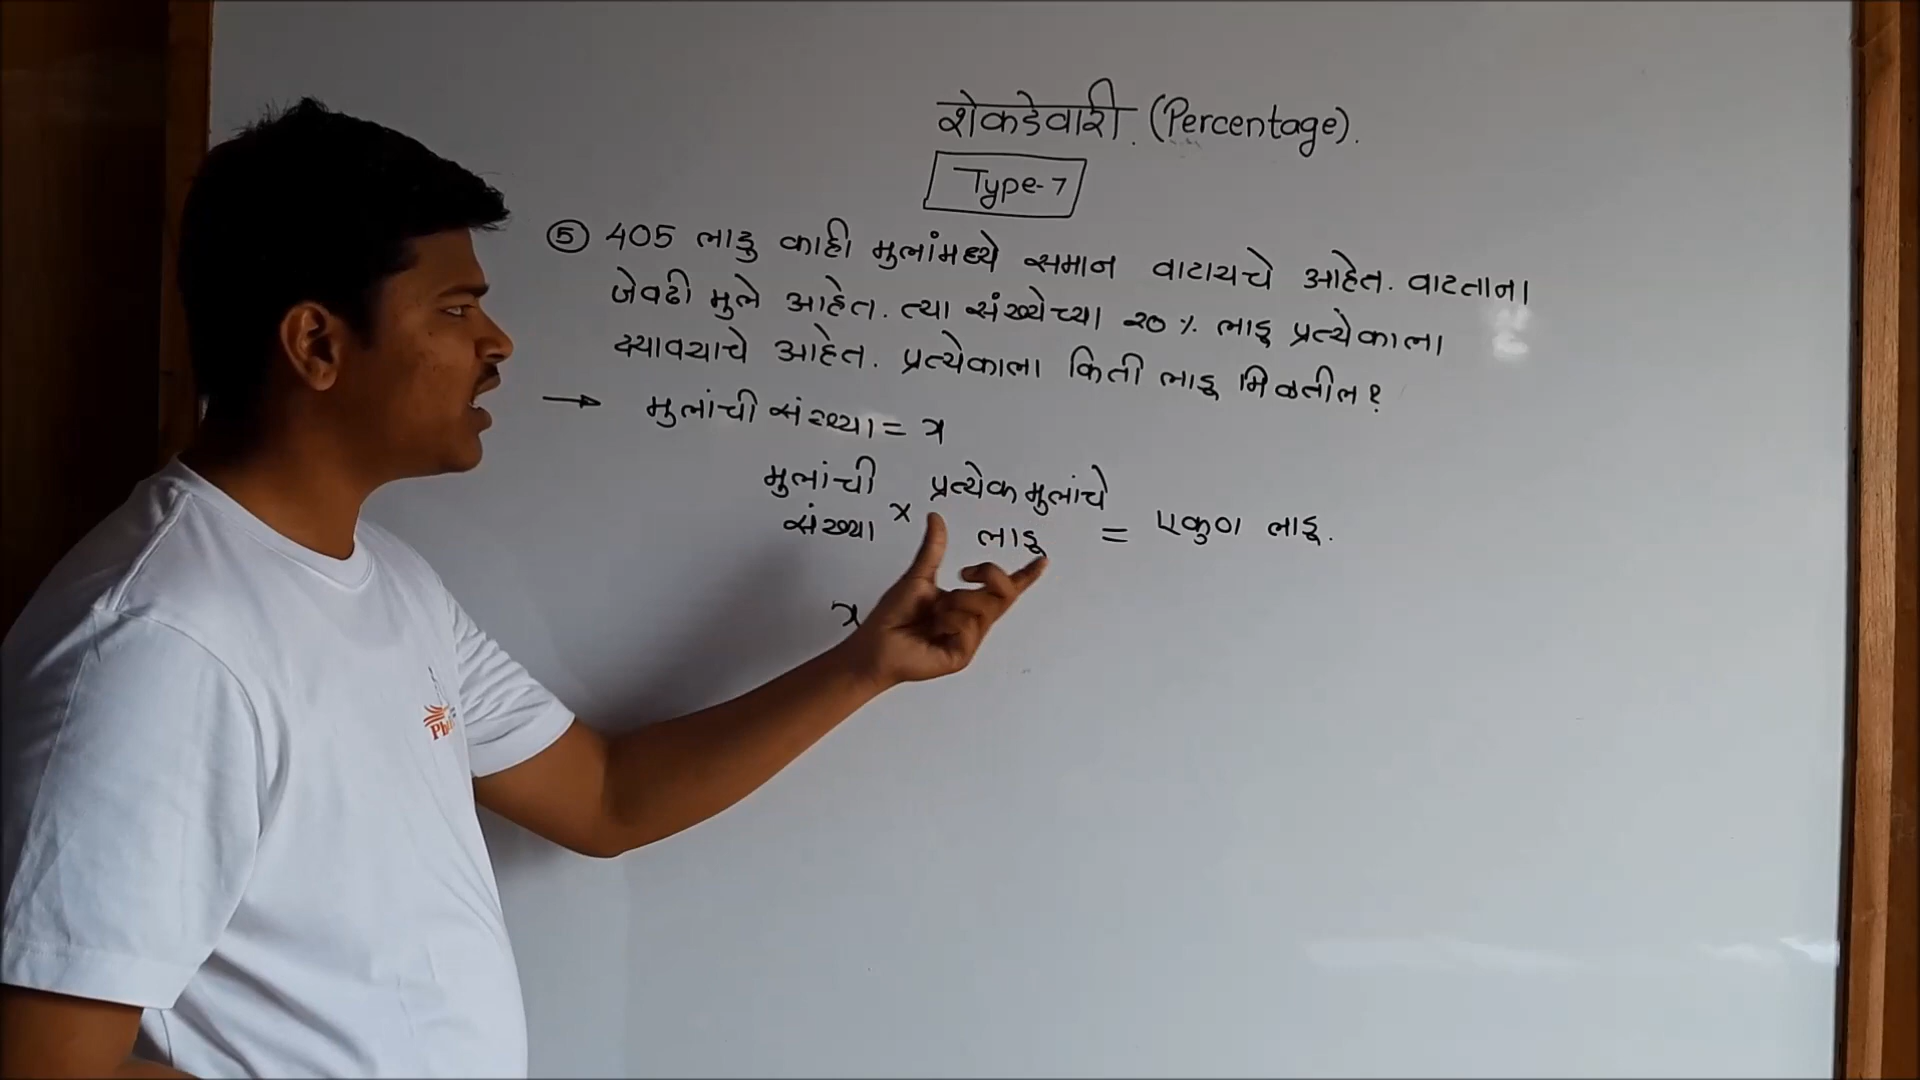 शेकडेवारी. (Percentage).
Type-7
⑤ 405 लाडु काही मुलांमध्ये समान वाटायचे आहेत. वाटताना
जेवढी मुले आहेत. त्या संख्येच्या २० % लाडू प्रत्येकाला
द्यावयाचे आहेत. प्रत्येकाला किती लाडू मिळतील?
→ मुलांची संख्या = x
मुलांची संख्या × प्रत्येक मुलांचे लाडू = एकुण लाडू.
x